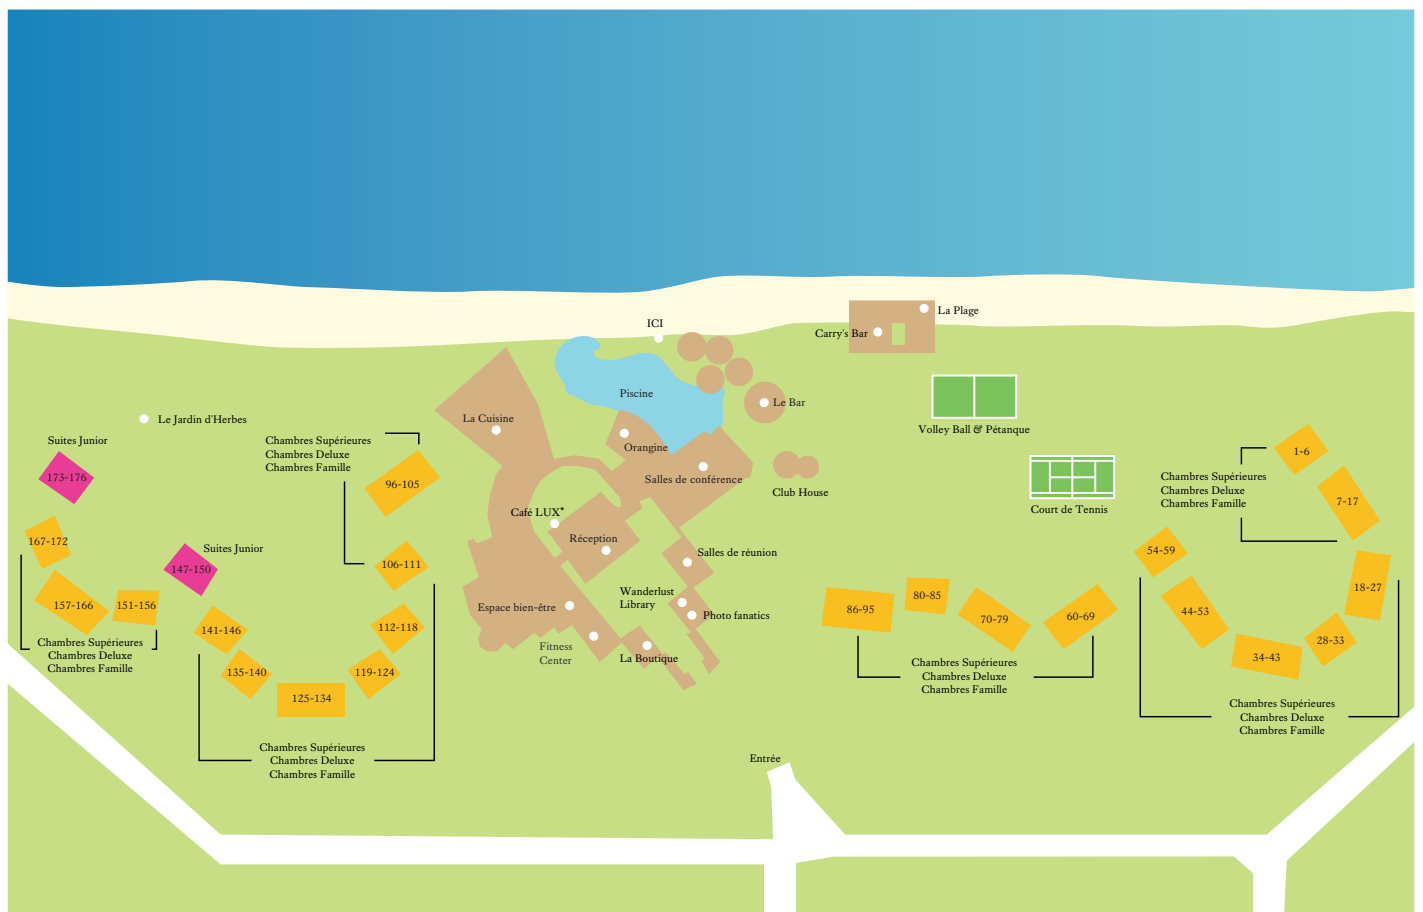 ICI
La Plage
Carry's Bar
Piscine
Le Bar
La Cuisine
Le Jardin d'Herbes
Volley Ball & Pétanque
Suites Junior
173-176
Chambres Supérieures
Chambres Deluxe
Chambres Famille
96-105
Orangine
Salles de conférence
Club House
Court de Tennis
1-6
Chambres Supérieures
Chambres Deluxe
Chambres Famille
7-17
Café LUX*
Réception
167-172
Suites Junior
147-150
106-111
Salles de réunion
54-59
18-27
157-166
151-156
Espace bien-être
Wanderlust
Library
Photo fanatics
86-95
80-85
70-79
60-69
44-53
141-146
112-118
28-33
Chambres Supérieures
Chambres Deluxe
Chambres Famille
Fitness
Center
La Boutique
34-43
135-140
119-124
125-134
Chambres Supérieures
Chambres Deluxe
Chambres Famille
Chambres Supérieures
Chambres Deluxe
Chambres Famille
Chambres Supérieures
Chambres Deluxe
Chambres Famille
Entrée